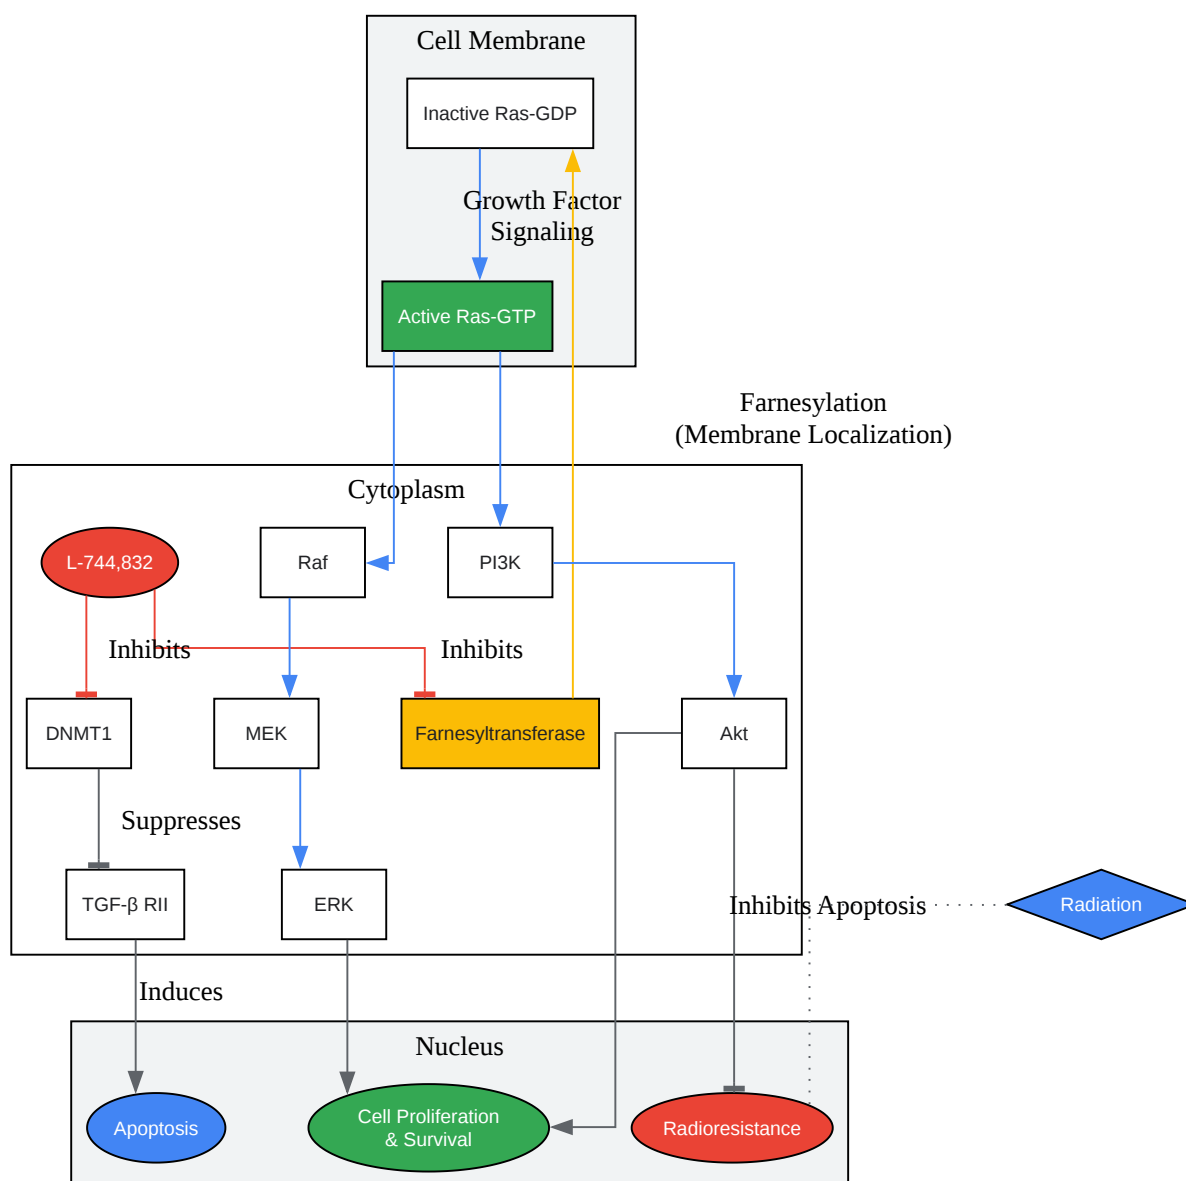 Cell Membrane
Inactive Ras-GDP
Growth Factor
Signaling
Active Ras-GTP
Farnesylation
(Membrane Localization)
Cytoplasm
L-744,832
Raf
PI3K
Inhibits
Inhibits
DNMT1
MEK
Farnesyltransferase
Akt
Suppresses
TGF-β RII
ERK
Inhibits Apoptosis
Radiation
Induces
Nucleus
Apoptosis
Cell Proliferation
& Survival
Radioresistance